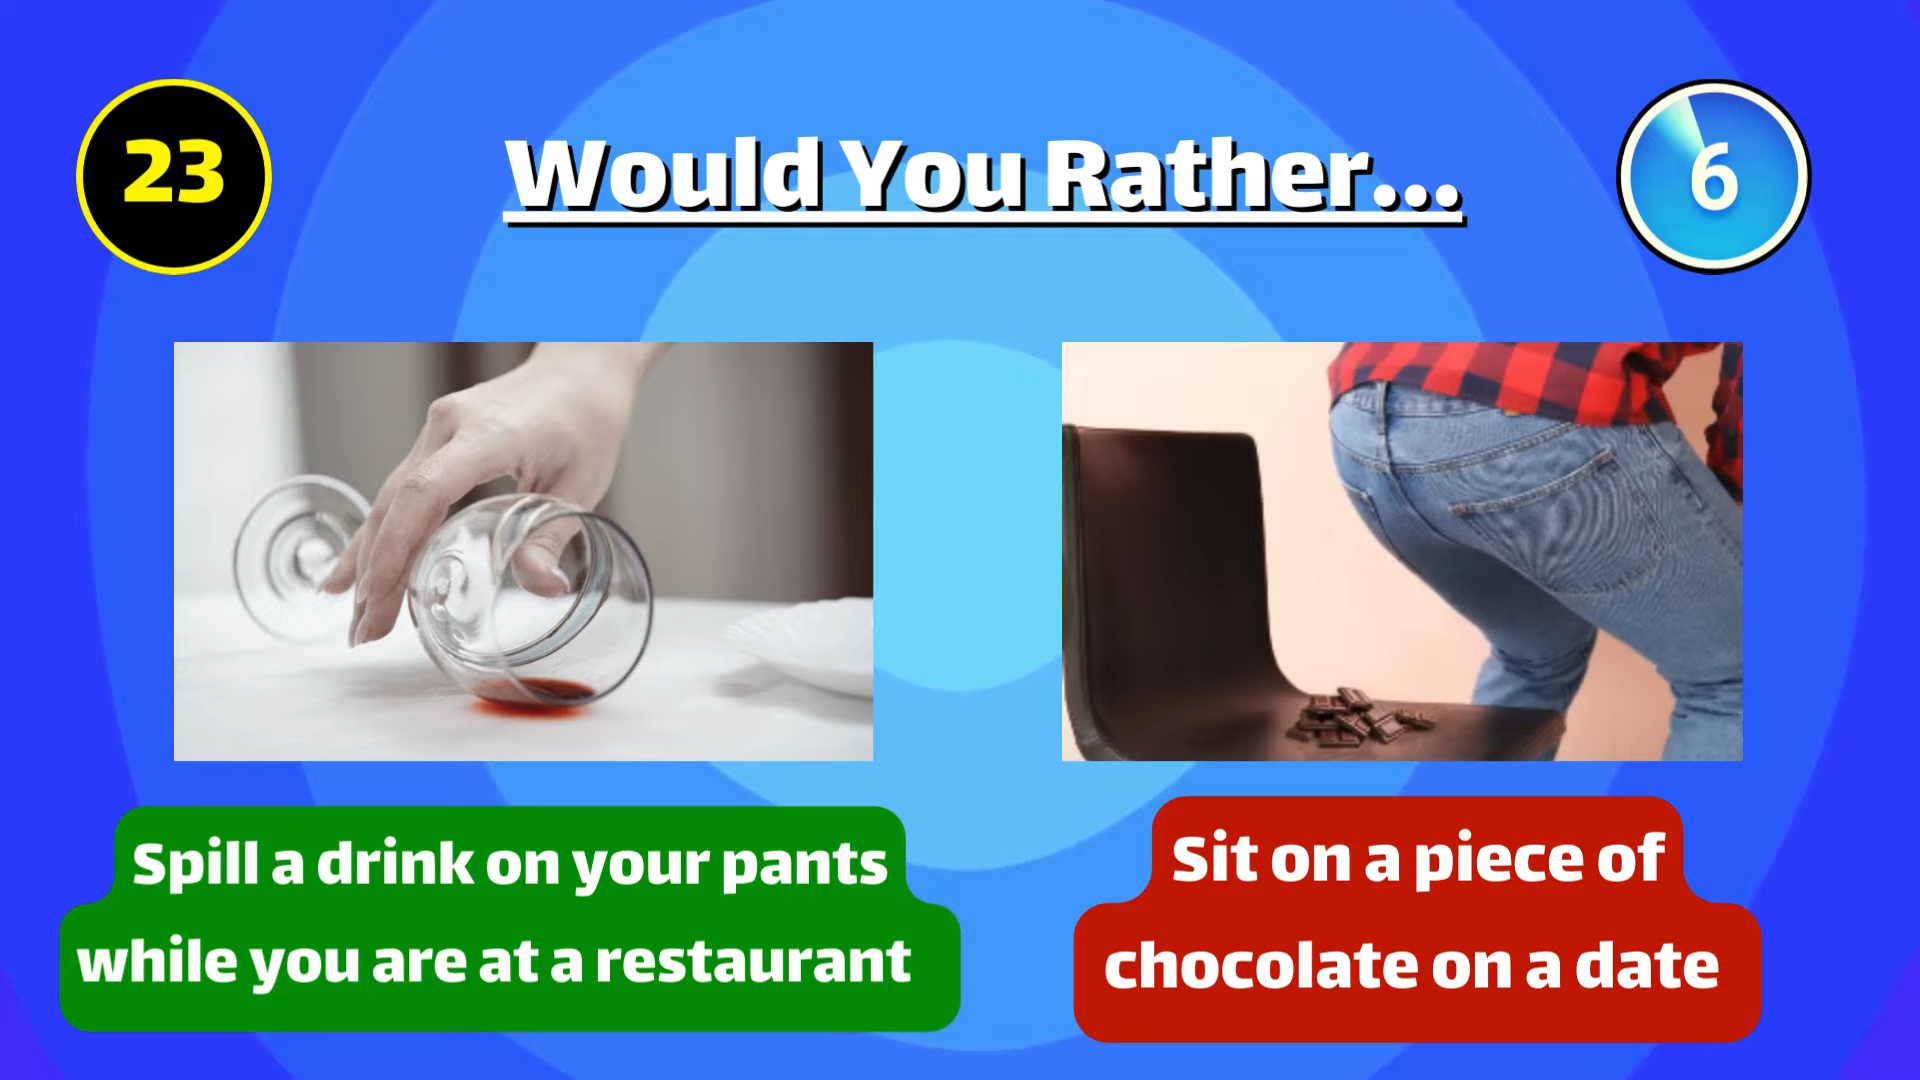 23
Would You Rather...
6
Spill a drink on your pants
while you are at a restaurant
Sit on a piece of
chocolate on a date